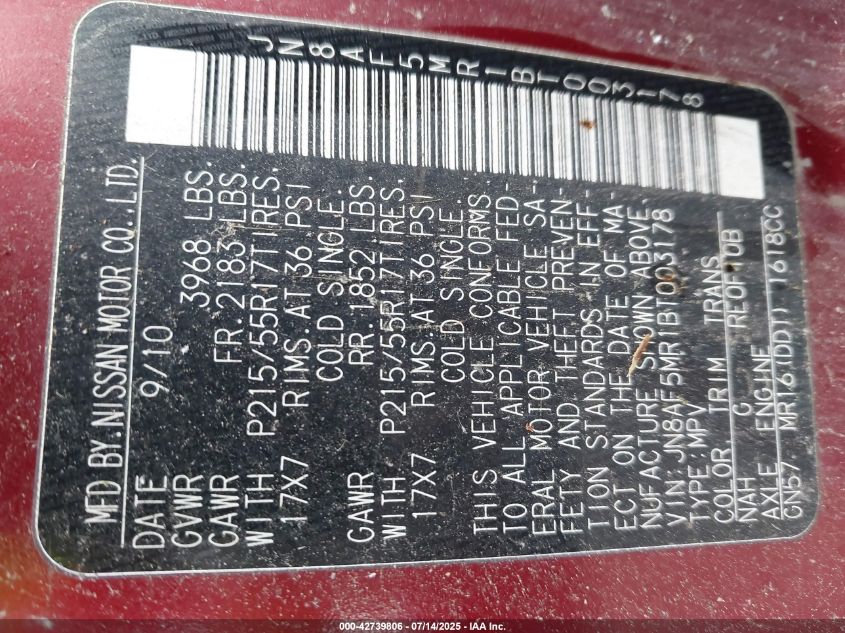 JN8AF5MR1BT003178
MFD BY.NISSAN MOTOR CO.,LTD.
DATE 9/10
GVWR 3968 LBS.
GAWR FR.2183 LBS.
WITH P215/55R17TIRES.
17X7 RIMS.AT 36 PSI
COLD SINGLE.
GAWR RR.1852 LBS.
WITH P215/55R17TIRES.
17X7 RIMS.AT 36 PSI
COLD SINGLE.
THIS VEHICLE CONFORMS
TO ALL APPLICABLE FED-
ERAL MOTOR VEHICLE SA-
FETY AND THEFT PREVEN-
TION STANDARDS IN EFF
ECT ON THE DATE OF MA-
NUFACTURE SHOWN ABOVE.
VIN:JN8AF5MR1BT003178
TYPE:MPV
COLOR TRIM TRANS
NAH G RE0F10B
AXLE ENGINE
GN57 MR16(DDT) 1618CC
000-42739806 - 07/14/2025 - IAA Inc.